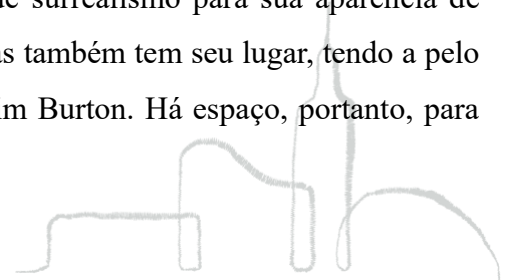 surrealismo para sua aparência de
também tem seu lugar, tendo a pelo
Burton. Há espaço, portanto, para